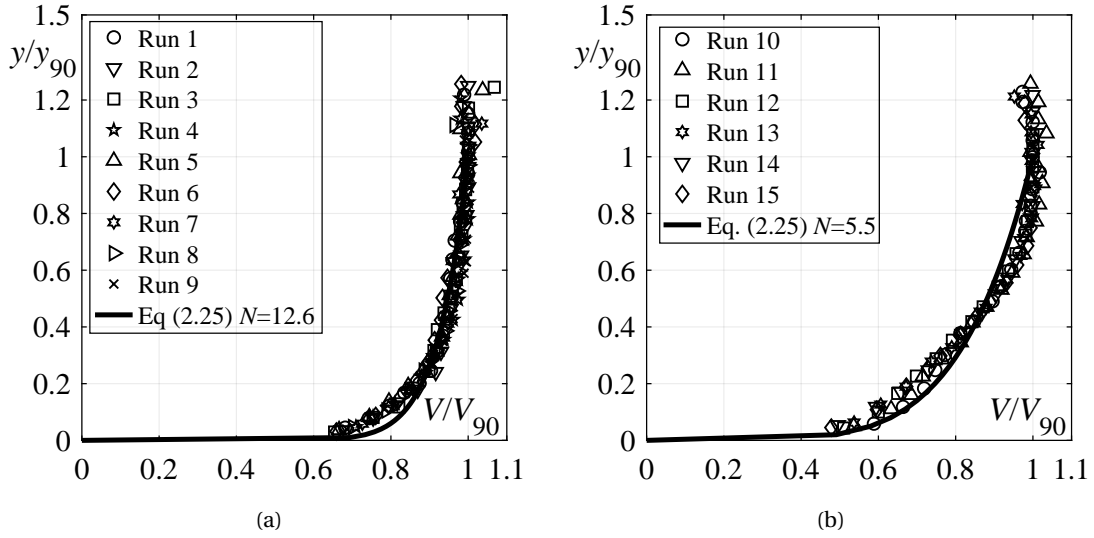 1.5
y/y90
1.2
1
0.8
0.6
0.4
0.2
0
Run 1
Run 2
Run 3
Run 4
Run 5
Run 6
Run 7
Run 8
Run 9
Eq (2.25) N=12.6
V/V90
0 0.2 0.4 0.6 0.8 1 1.1
(a)
1.5
y/y90
1.2
1
0.8
0.6
0.4
0.2
0
Run 10
Run 11
Run 12
Run 13
Run 14
Run 15
Eq. (2.25) N=5.5
V/V90
0 0.2 0.4 0.6 0.8 1 1.1
(b)